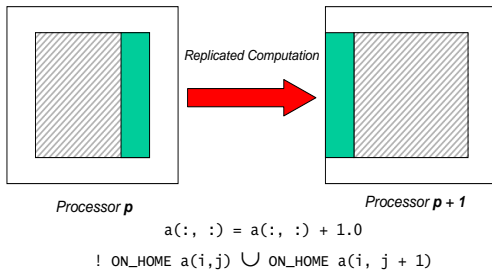 Replicated Computation
Processor p
Processor p + 1
a(:, :) = a(:, :) + 1.0
! ON_HOME a(i,j) ∪ ON_HOME a(i, j + 1)